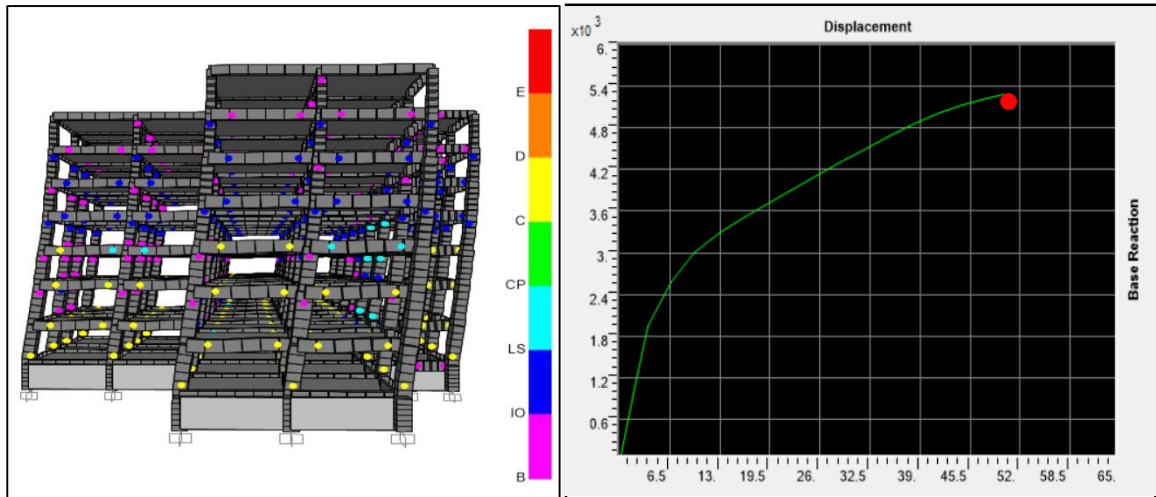 E
D
C
CP
LS
IO
B
Displacement
x10³
6.
5.4
4.8
4.2
3.6
3.
2.4
1.8
1.2
0.6
6.5 13. 19.5 26. 32.5 39. 45.5 52. 58.5 65.
Base Reaction